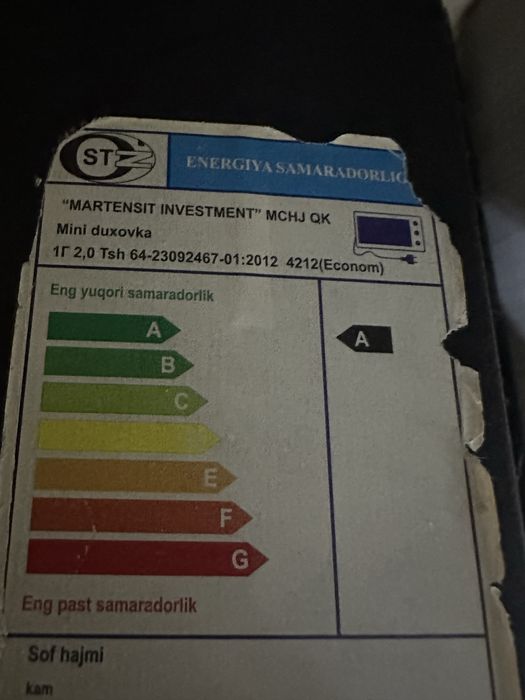 STZ
ENERGIYA SAMARADORLIG
“MARTENSIT INVESTMENT” MCHJ QK
Mini duxovka
1Г 2,0 Tsh 64-23092467-01:2012 4212(Econom)
Eng yuqori samaradorlik
A
A
B
C
E
F
G
Eng past samaradorlik
Sof hajmi
kam